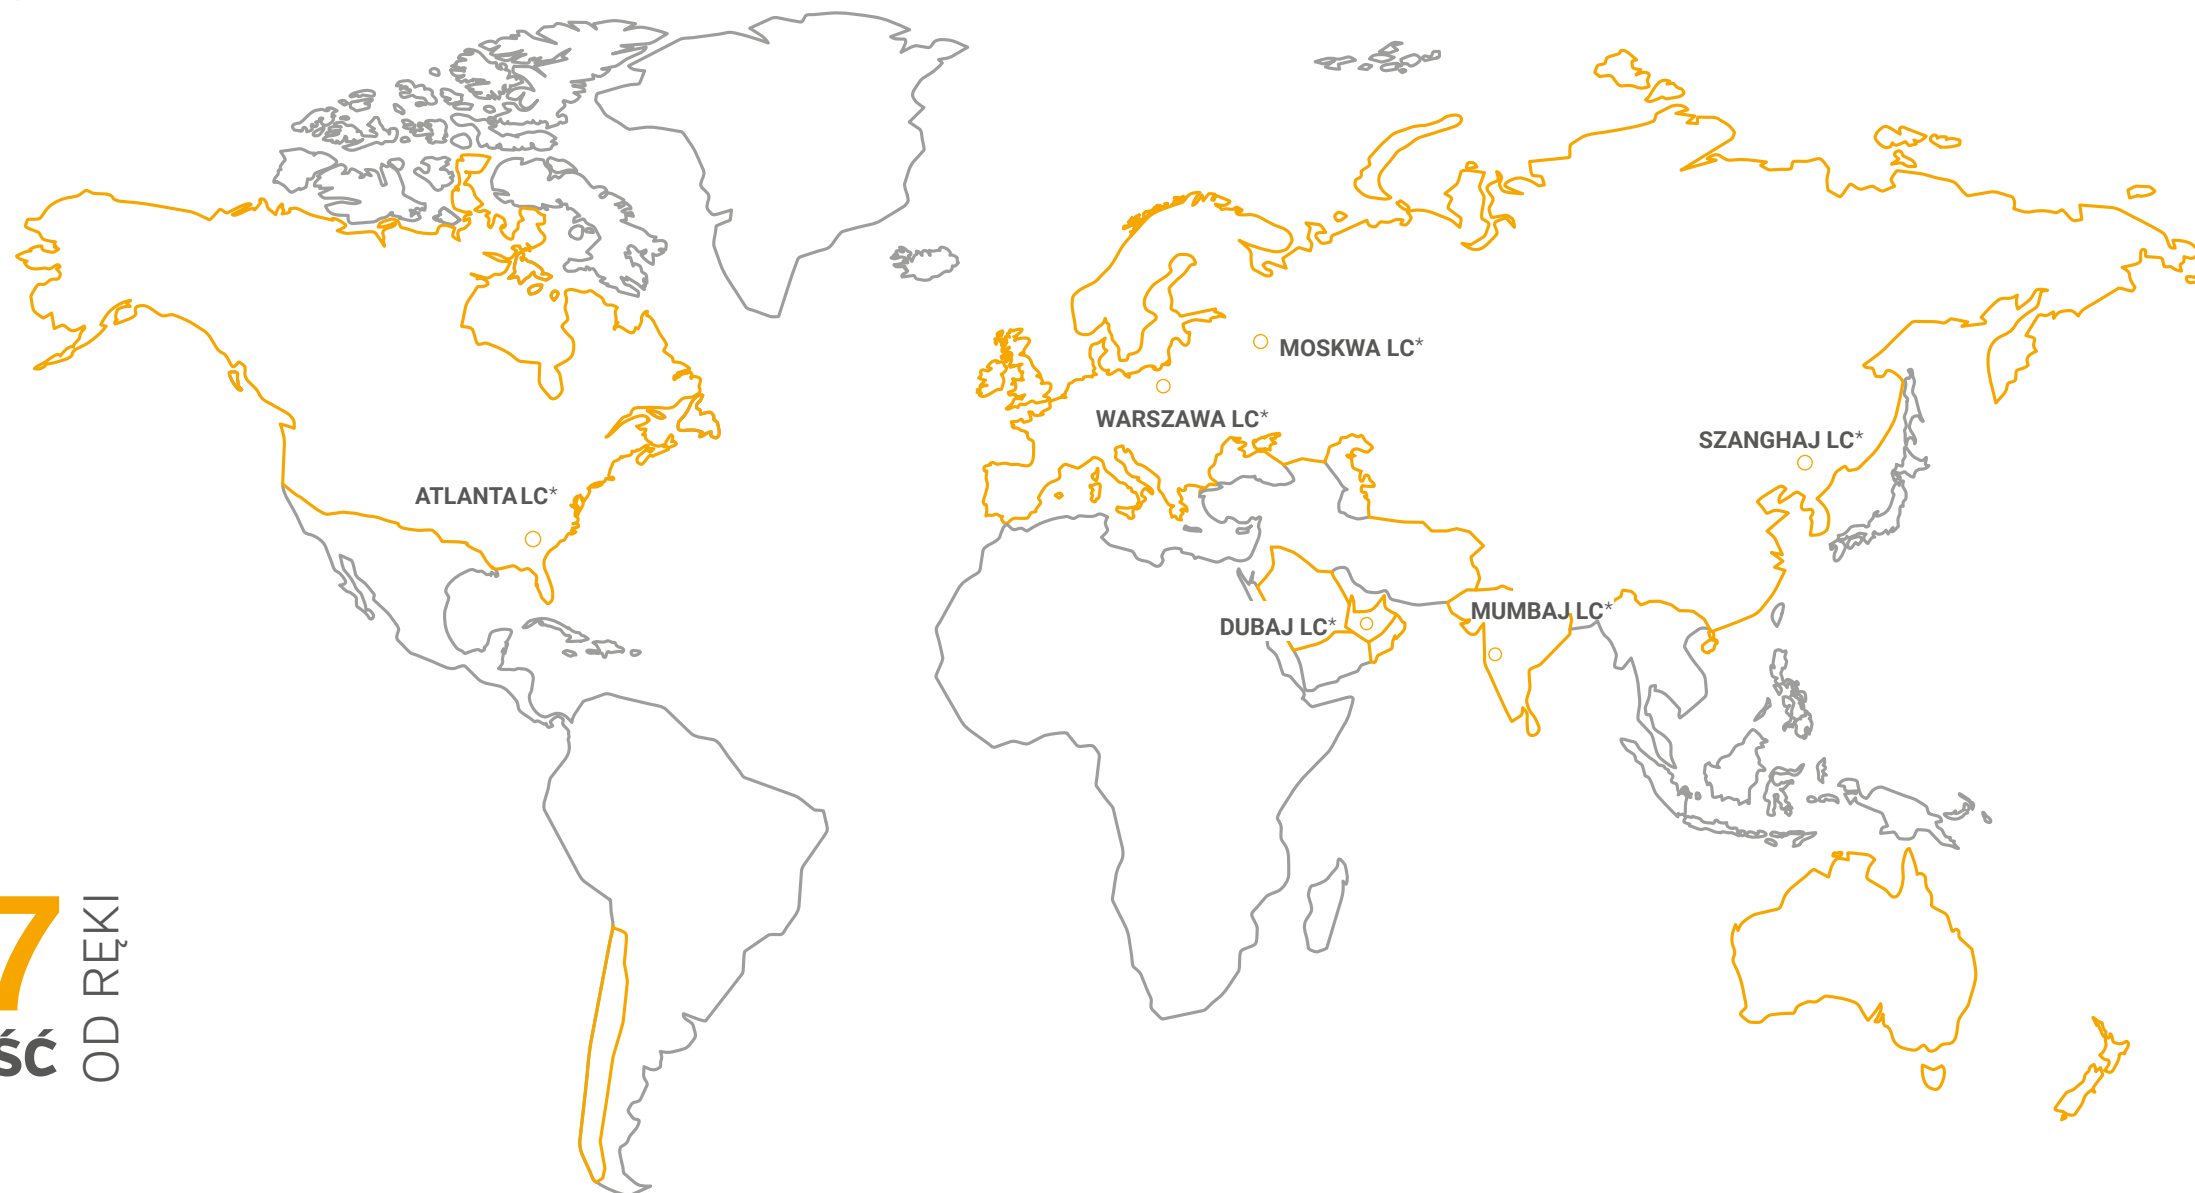 MOSKWA LC*
WARSZAWA LC*
SZANGHAJ LC*
ATLANTA LC*
MUMBAJ LC*
DUBAJ LC*
7
OD RĘKI
ŚĆ